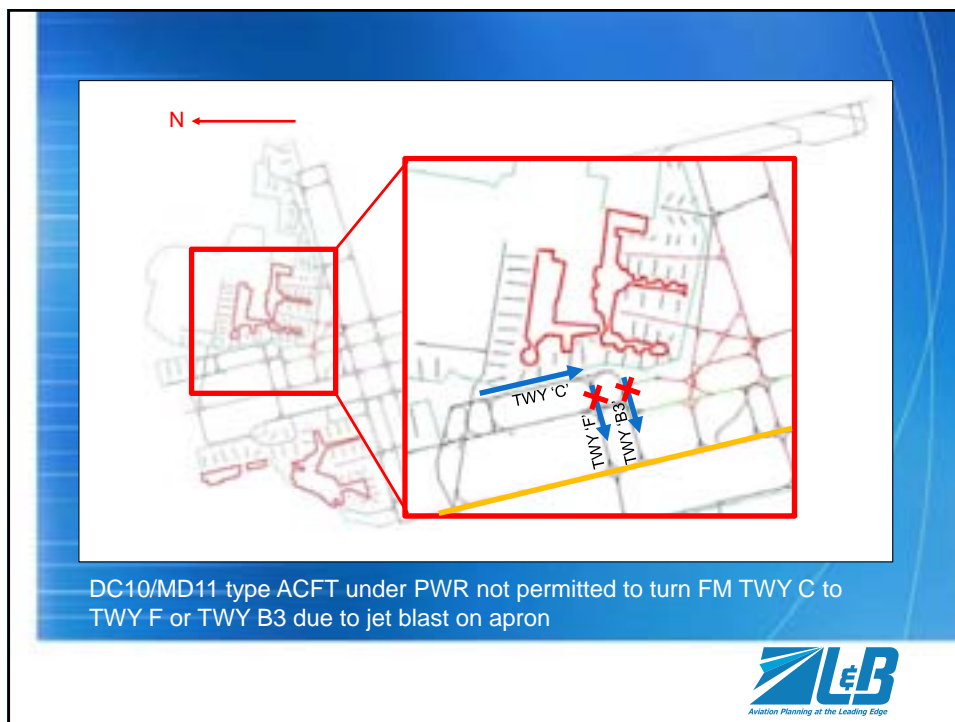 N
TWY 'C'
TWY 'F'
TWY 'B3'
DC10/MD11 type ACFT under PWR not permitted to turn FM TWY C to
TWY F or TWY B3 due to jet blast on apron
L&B
Aviation Planning at the Leading Edge